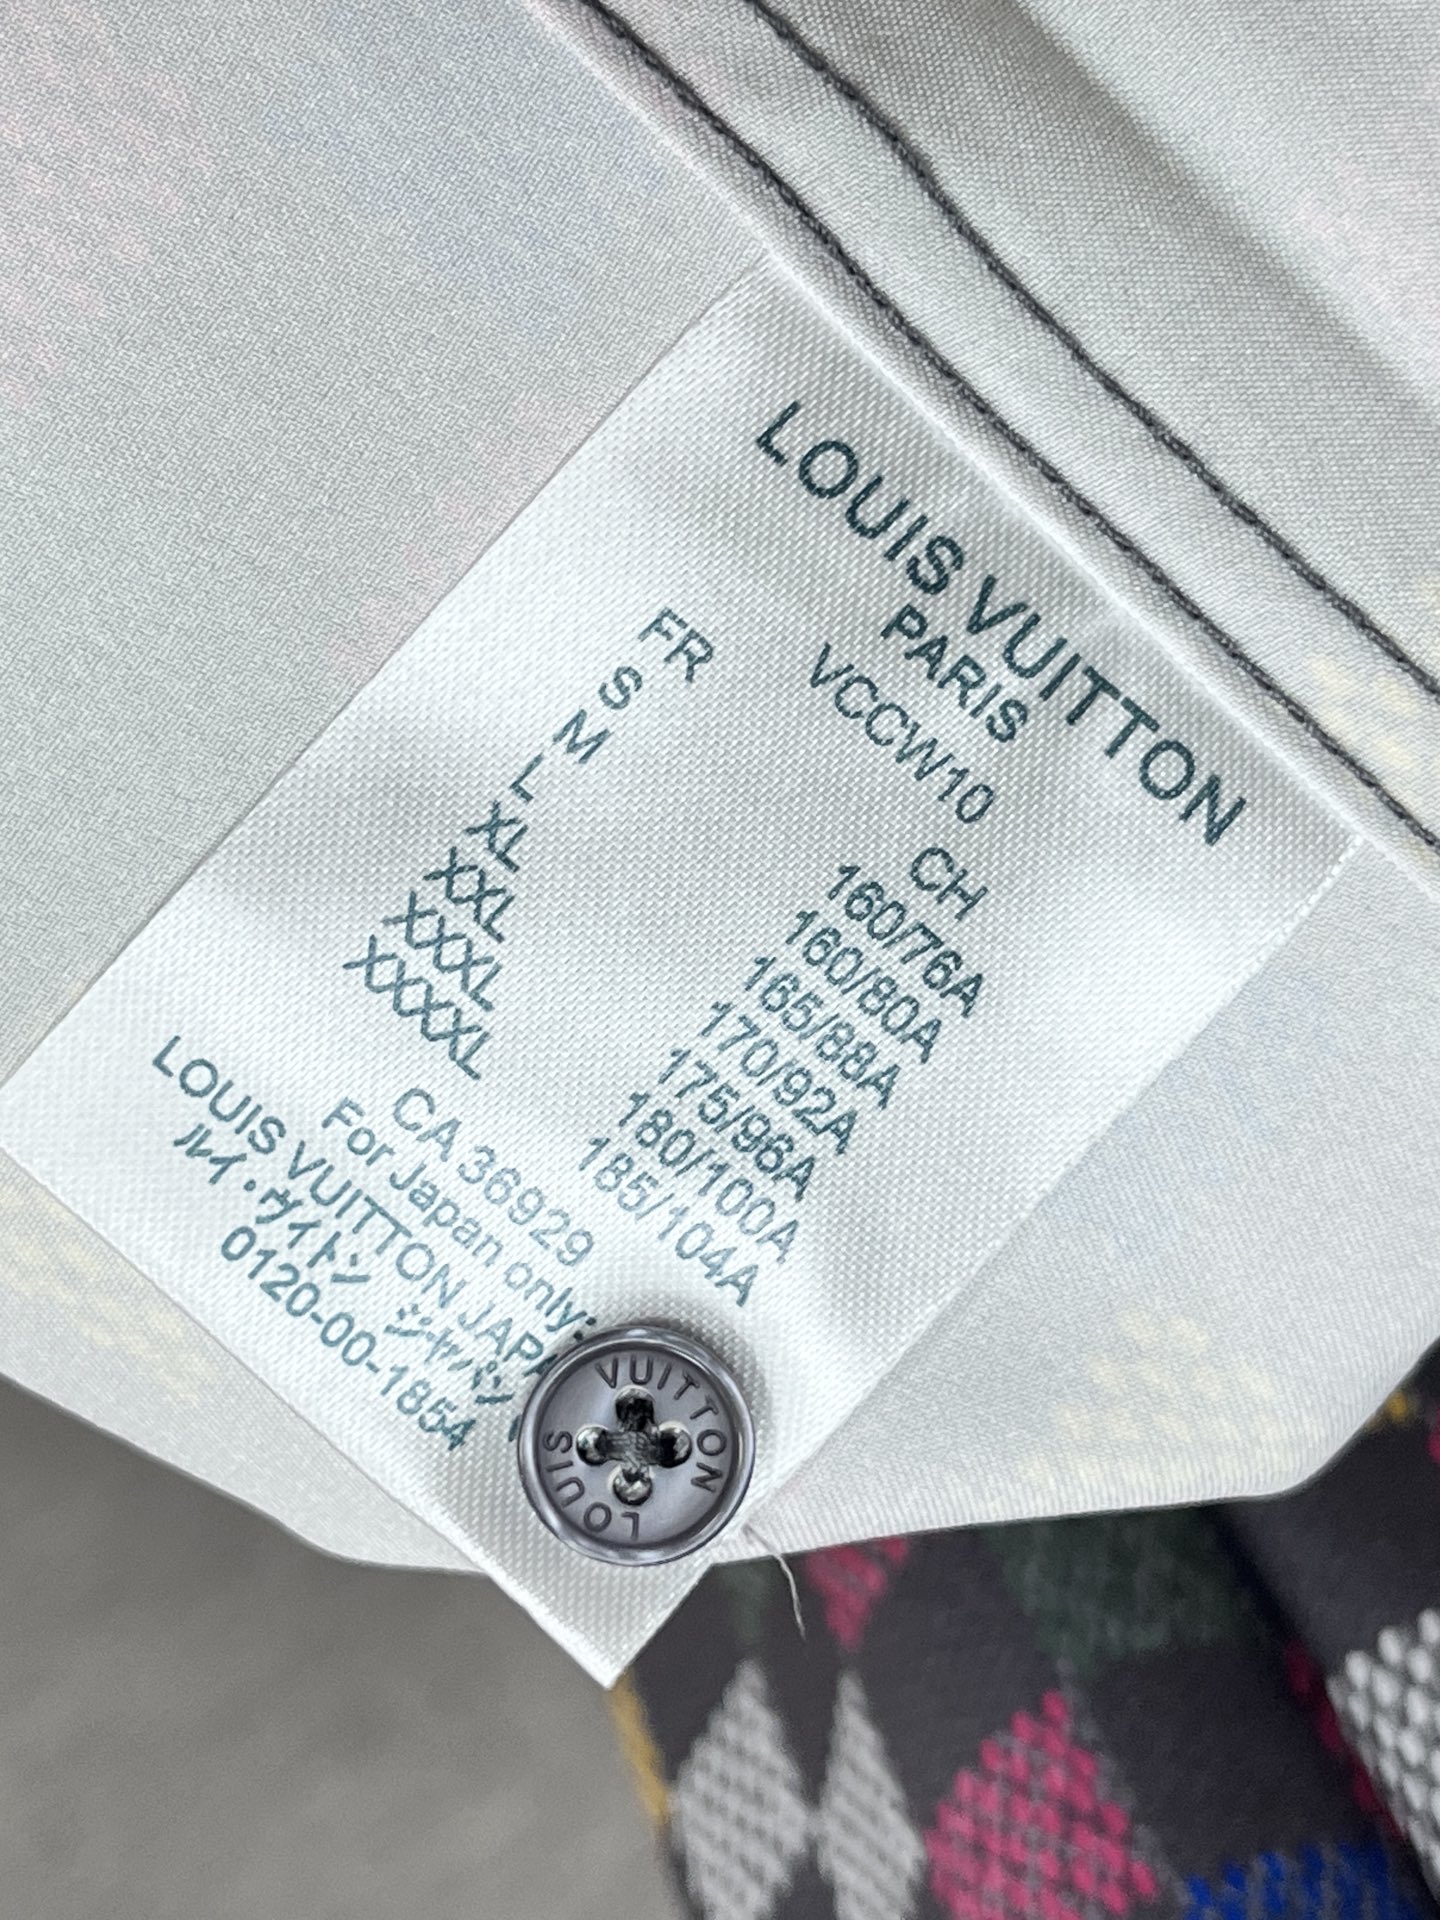 LOUIS VUITTON
PARIS
VCCW10
FR CH
S 160/76A
M 160/80A
L 165/88A
XL 170/92A
XXL 175/96A
XXXL 180/100A
XXXXL 185/104A
CA 36929
For Japan only:
LOUIS VUITTON JAPA
ルイ・ヴィトン ジャパン
0120-00-1854
LOUIS VUITTON